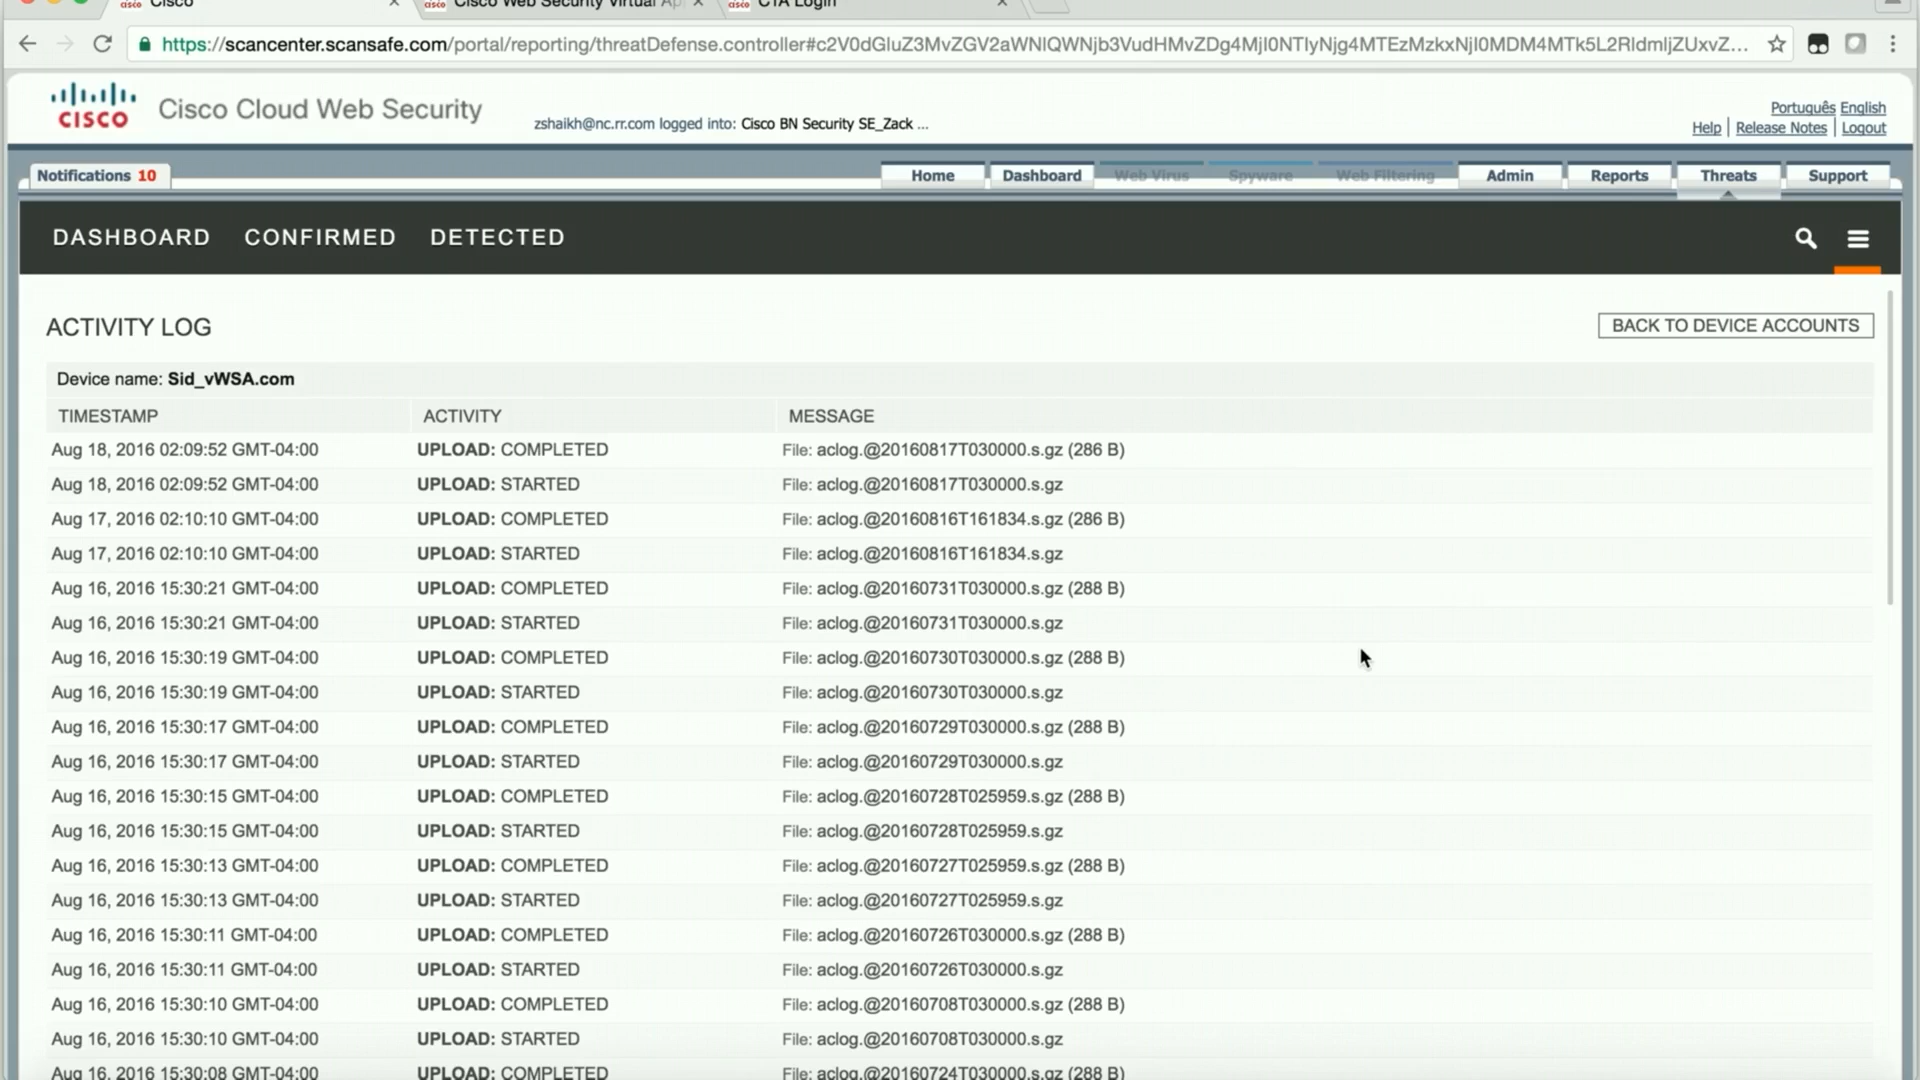 Cisco Cisco Web Security Virtual Ap CTA Login
https://scancenter.scansafe.com/portal/reporting/threatDefense.controller#
CISCO Cisco Cloud Web Security
zshaikh@nc.rr.com logged into: Cisco BN Security SE_Zack ...
Português English
Help Release Notes Logout
Notifications 10 Home Dashboard Web Virus Spyware Web Filtering Admin Reports Threats Support
DASHBOARD CONFIRMED DETECTED
ACTIVITY LOG BACK TO DEVICE ACCOUNTS
Device name: Sid_vWSA.com
TIMESTAMP ACTIVITY MESSAGE
Aug 18, 2016 02:09:52 GMT-04:00 UPLOAD: COMPLETED File: aclog.@20160817T030000.s.gz (286 B)
Aug 18, 2016 02:09:52 GMT-04:00 UPLOAD: STARTED File: aclog.@20160817T030000.s.gz
Aug 17, 2016 02:10:10 GMT-04:00 UPLOAD: COMPLETED File: aclog.@20160816T161834.s.gz (286 B)
Aug 17, 2016 02:10:10 GMT-04:00 UPLOAD: STARTED File: aclog.@20160816T161834.s.gz
Aug 16, 2016 15:30:21 GMT-04:00 UPLOAD: COMPLETED File: aclog.@20160731T030000.s.gz (288 B)
Aug 16, 2016 15:30:21 GMT-04:00 UPLOAD: STARTED File: aclog.@20160731T030000.s.gz
Aug 16, 2016 15:30:19 GMT-04:00 UPLOAD: COMPLETED File: aclog.@20160730T030000.s.gz (288 B)
Aug 16, 2016 15:30:19 GMT-04:00 UPLOAD: STARTED File: aclog.@20160730T030000.s.gz
Aug 16, 2016 15:30:17 GMT-04:00 UPLOAD: COMPLETED File: aclog.@20160729T030000.s.gz (288 B)
Aug 16, 2016 15:30:17 GMT-04:00 UPLOAD: STARTED File: aclog.@20160729T030000.s.gz
Aug 16, 2016 15:30:15 GMT-04:00 UPLOAD: COMPLETED File: aclog.@20160728T025959.s.gz (288 B)
Aug 16, 2016 15:30:15 GMT-04:00 UPLOAD: STARTED File: aclog.@20160728T025959.s.gz
Aug 16, 2016 15:30:13 GMT-04:00 UPLOAD: COMPLETED File: aclog.@20160727T025959.s.gz (288 B)
Aug 16, 2016 15:30:13 GMT-04:00 UPLOAD: STARTED File: aclog.@20160727T025959.s.gz
Aug 16, 2016 15:30:11 GMT-04:00 UPLOAD: COMPLETED File: aclog.@20160726T030000.s.gz (288 B)
Aug 16, 2016 15:30:11 GMT-04:00 UPLOAD: STARTED File: aclog.@20160726T030000.s.gz
Aug 16, 2016 15:30:10 GMT-04:00 UPLOAD: COMPLETED File: aclog.@20160708T030000.s.gz (288 B)
Aug 16, 2016 15:30:10 GMT-04:00 UPLOAD: STARTED File: aclog.@20160708T030000.s.gz
Aug 16, 2016 15:30:08 GMT-04:00 UPLOAD: COMPLETED File: aclog.@20160724T030000.s.gz (288 B)